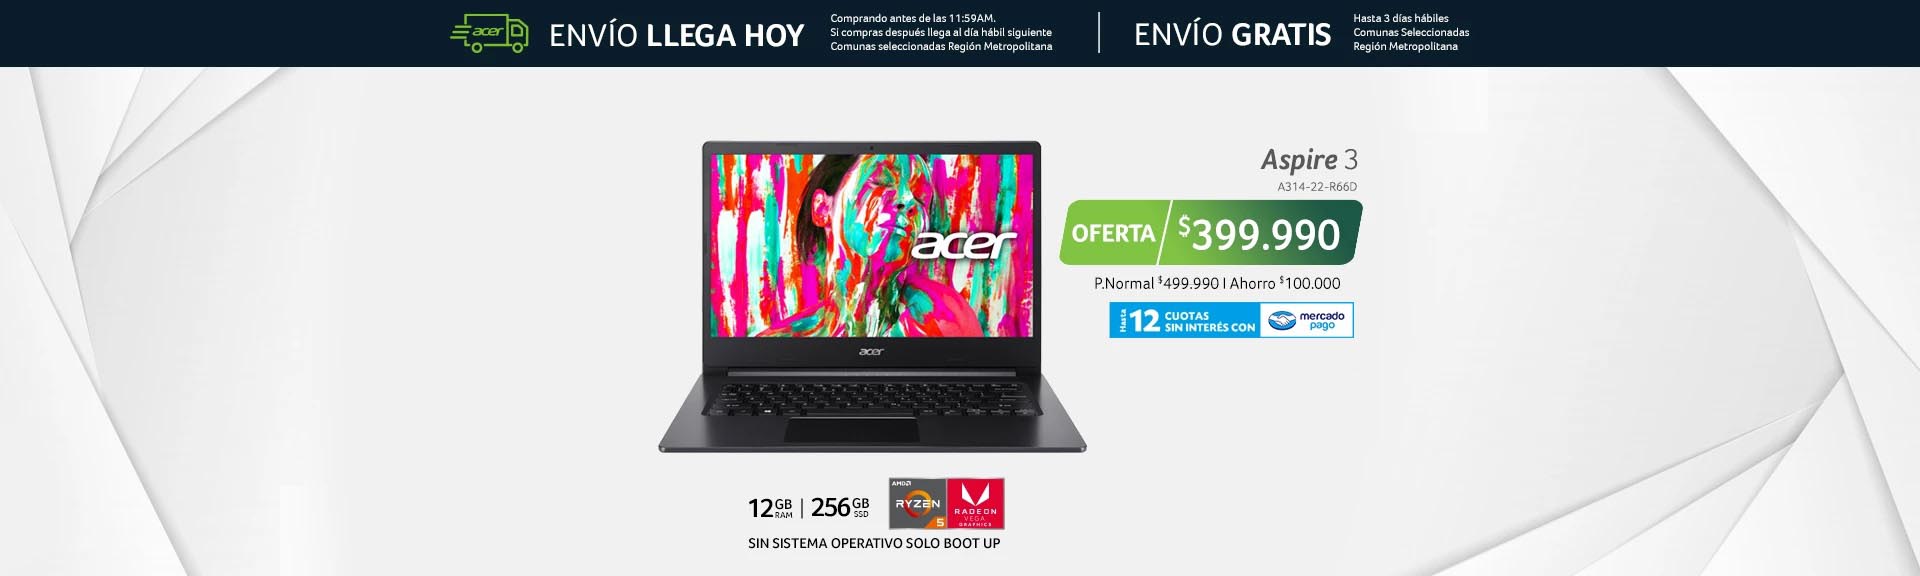 acer
ENVÍO LLEGA HOY
Comprando antes de las 11:59AM.
Si compras después llega al día hábil siguiente
Comunas seleccionadas Región Metropolitana
ENVÍO GRATIS
Hasta 3 días hábiles
Comunas Seleccionadas
Región Metropolitana
acer
acer
Aspire 3
A314-22-R66D
OFERTA $399.990
P.Normal $499.990 | Ahorro $100.000
Hasta 12 CUOTAS
SIN INTERÉS CON
mercado
pago
12 GB RAM | 256 GB SSD
AMD
RYZEN
5
RADEON
VEGA
GRAPHICS
SIN SISTEMA OPERATIVO SOLO BOOT UP